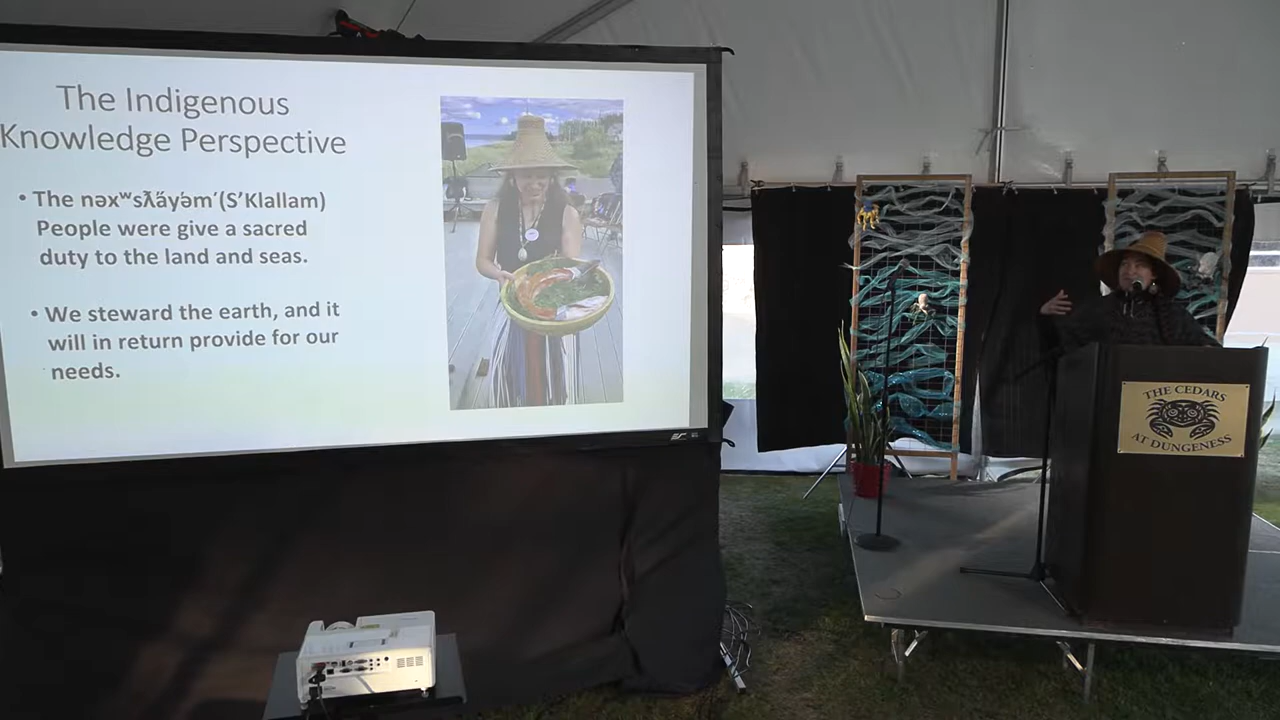 The Indigenous
Knowledge Perspective
• The nəxʷsƛ̕áy̕əm̕(S'Klallam)
People were give a sacred
duty to the land and seas.
• We steward the earth, and it
will in return provide for our
needs.
THE CEDARS
AT DUNGENESS